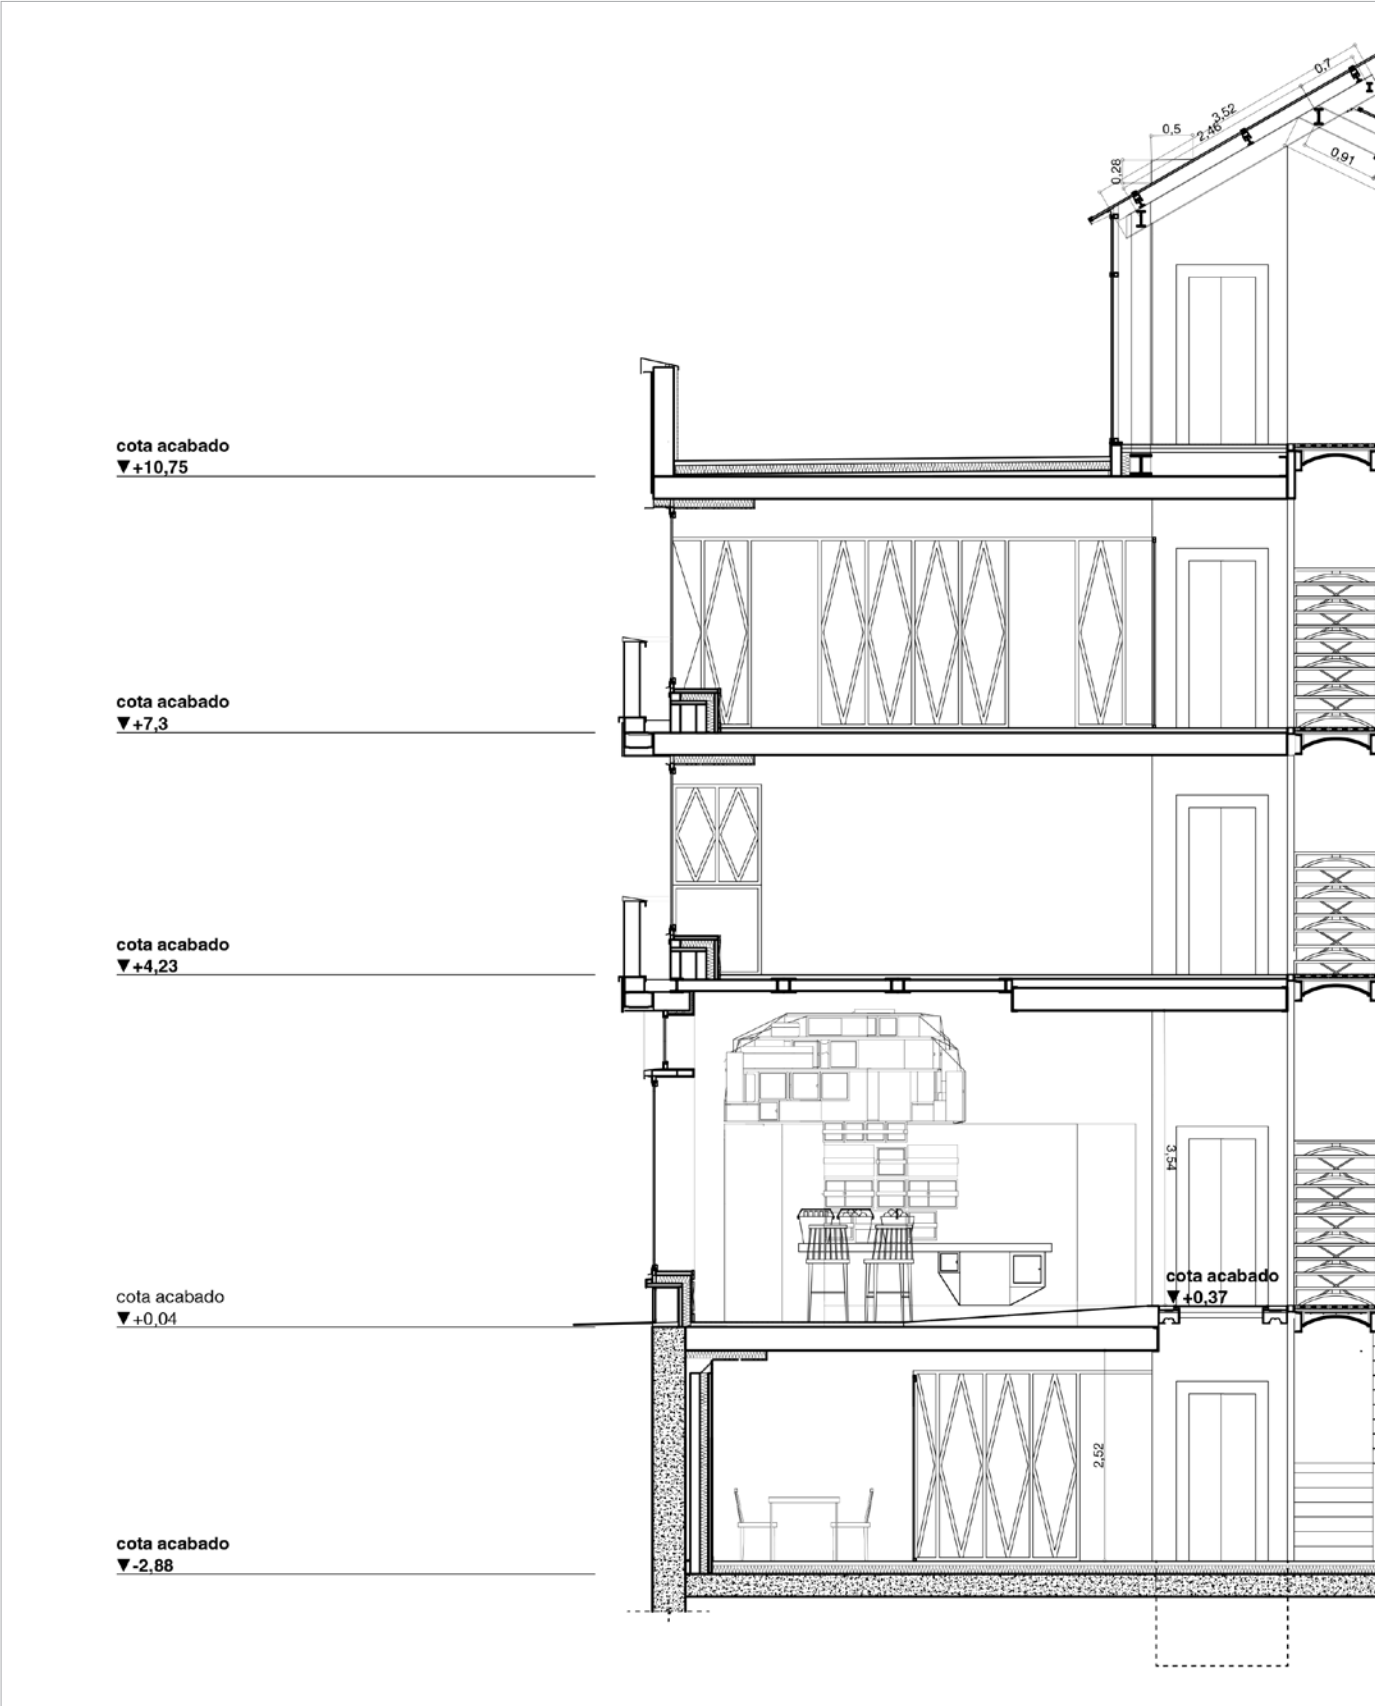 0,7
3,52
2,46
0,5
0,28
0,91
cota acabado
▼+10,75
cota acabado
▼+7,3
cota acabado
▼+4,23
3,54
cota acabado
▼+0,37
cota acabado
▼+0,04
2,52
cota acabado
▼-2,88